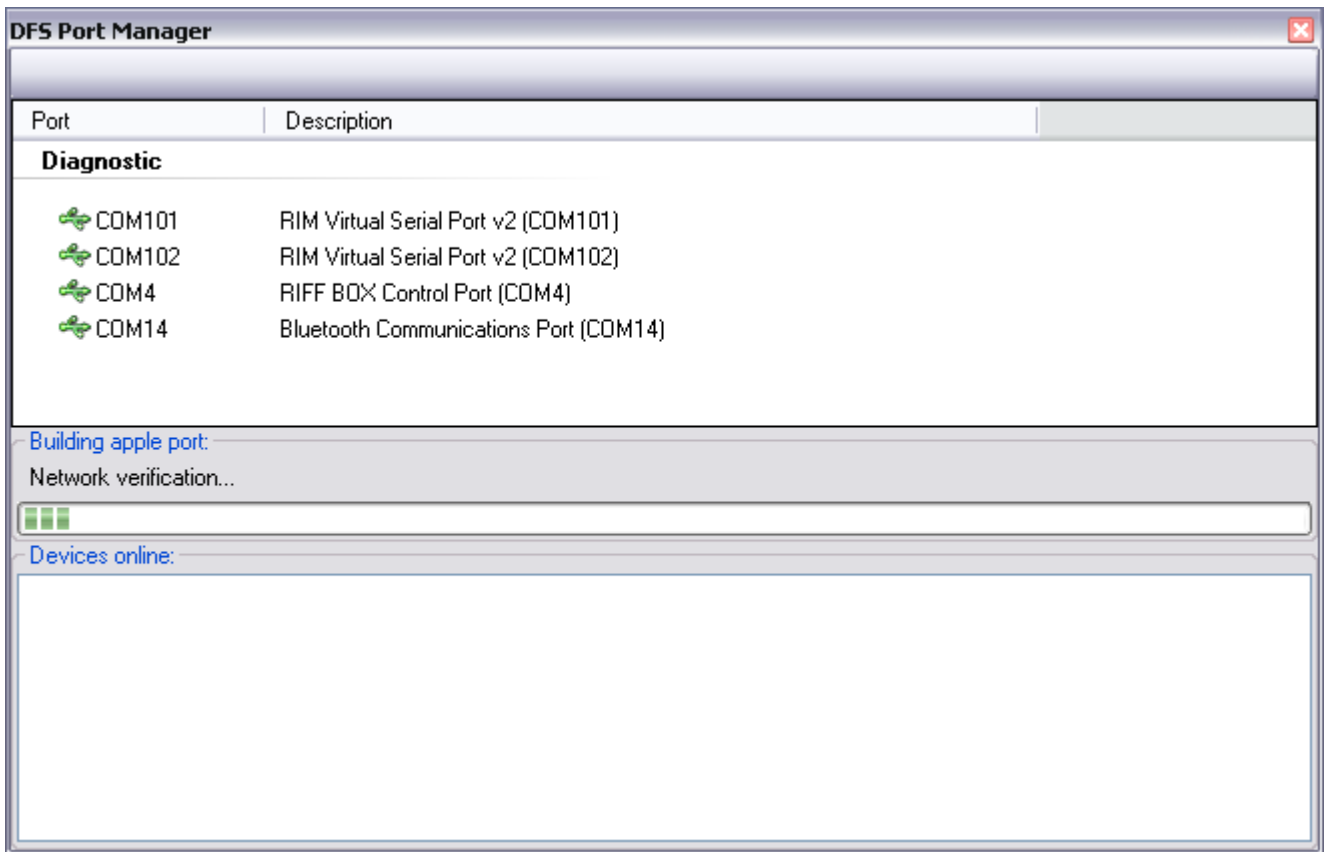 DFS Port Manager
Port Description
Diagnostic
COM101 RIM Virtual Serial Port v2 (COM101)
COM102 RIM Virtual Serial Port v2 (COM102)
COM4 RIFF BOX Control Port (COM4)
COM14 Bluetooth Communications Port (COM14)
Building apple port:
Network verification...
Devices online: